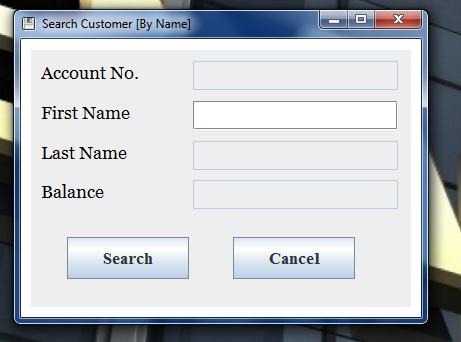 Search Customer [By Name]
Account No.
First Name
Last Name
Balance
Search Cancel